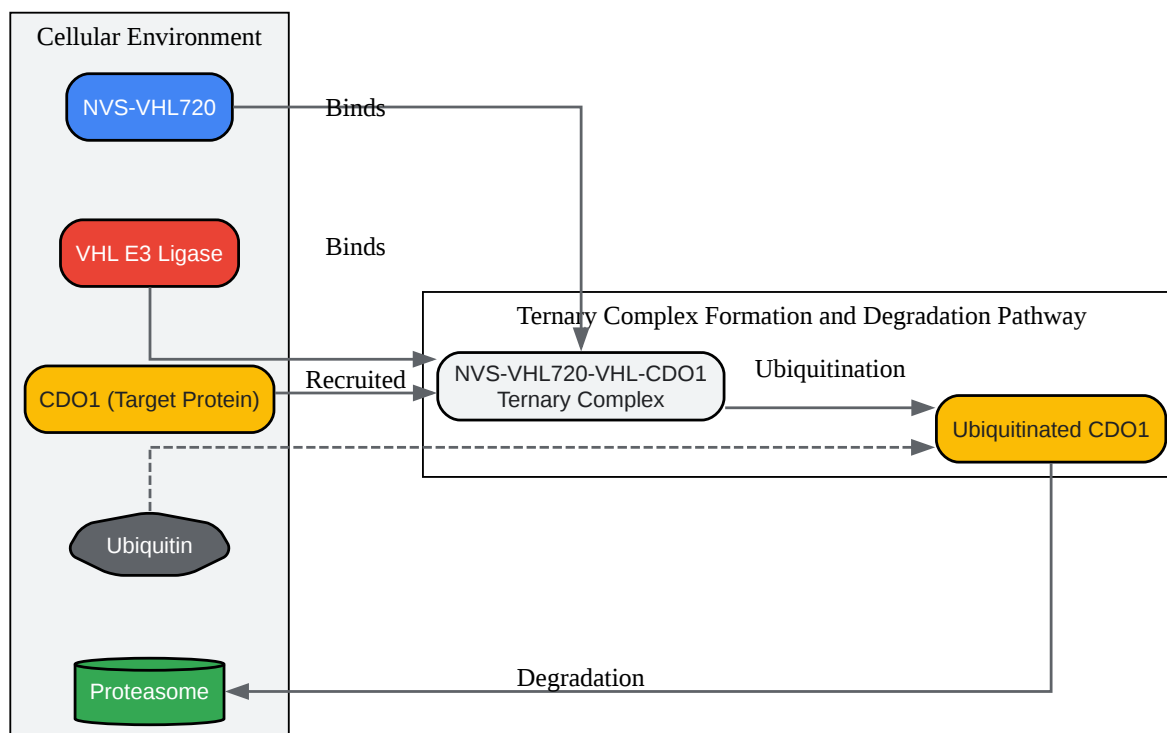 Cellular Environment
NVS-VHL720
Binds
VHL E3 Ligase
Binds
Ternary Complex Formation and Degradation Pathway
NVS-VHL720-VHL-CDO1
Ternary Complex
Ubiquitination
CDO1 (Target Protein)
Recruited
Ubiquitinated CDO1
Ubiquitin
Proteasome
Degradation